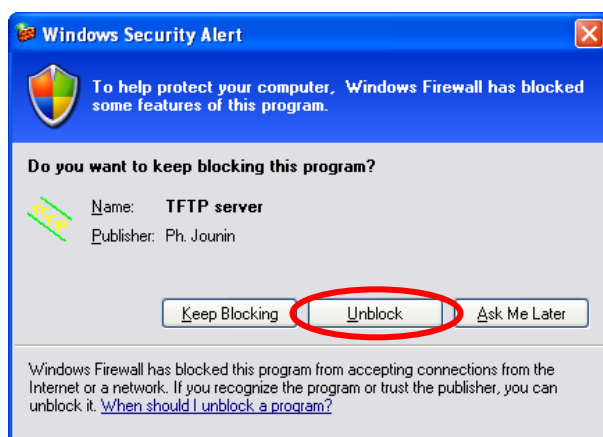 Windows Security Alert
To help protect your computer, Windows Firewall has blocked
some features of this program.
Do you want to keep blocking this program?
Name: TFTP server
Publisher: Ph. Jounin
Keep Blocking Unblock Ask Me Later
Windows Firewall has blocked this program from accepting connections from the
Internet or a network. If you recognize the program or trust the publisher, you can
unblock it. When should I unblock a program?